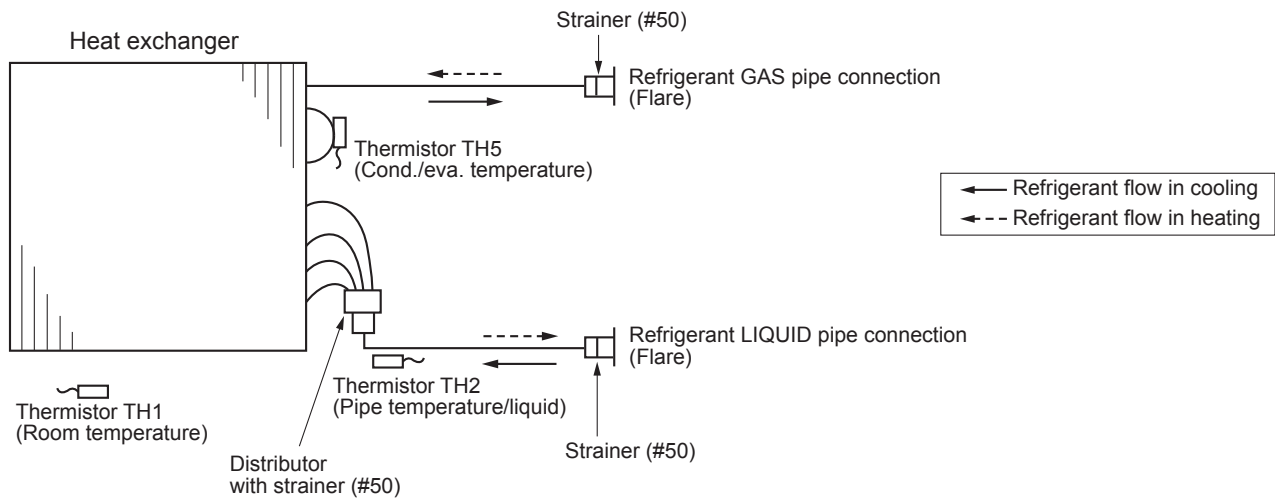 Strainer (#50)
Heat exchanger
Refrigerant GAS pipe connection
(Flare)
Thermistor TH5
(Cond./eva. temperature)
Refrigerant flow in cooling
Refrigerant flow in heating
Refrigerant LIQUID pipe connection
(Flare)
Thermistor TH2
(Pipe temperature/liquid)
Thermistor TH1
(Room temperature)
Strainer (#50)
Distributor
with strainer (#50)